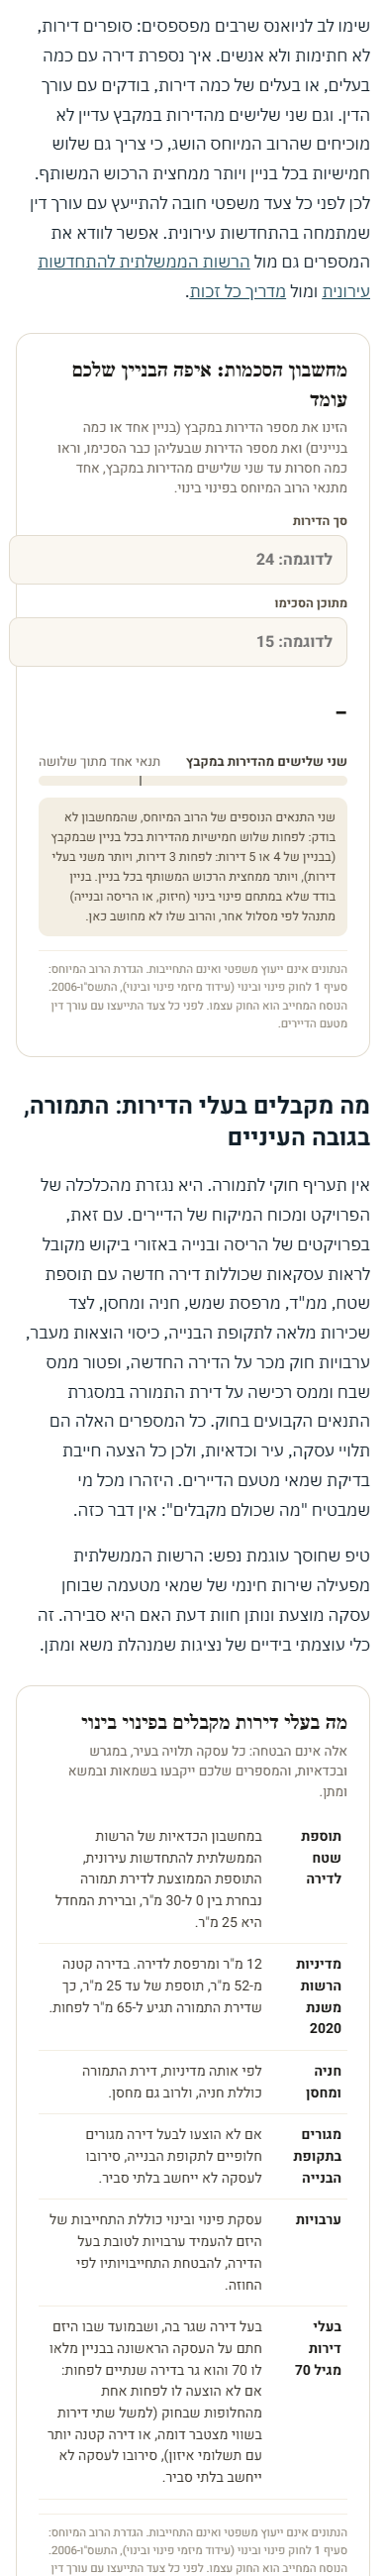 שימו לב לניואנס שרבים מפספסים: סופרים דירות,
לא חתימות ולא אנשים. איך נספרת דירה עם כמה
בעלים, או בעלים של כמה דירות, בודקים עם עורך
הדין. וגם שני שלישים מהדירות במקבץ עדיין לא
מוכיחים שהרוב המיוחס הושג, כי צריך גם שלוש
חמישיות בכל בניין ויותר ממחצית הרכוש המשותף.
לכן לפני כל צעד משפטי חובה להתייעץ עם עורך דין
שמתמחה בהתחדשות עירונית. אפשר לוודא את
המספרים גם מול הרשות הממשלתית להתחדשות
עירונית ומול מדריך כל זכות.
מחשבון הסכמות: איפה הבניין שלכם
עומד
הזינו את מספר הדירות במקבץ (בניין אחד או כמה
בניינים) ואת מספר הדירות שבעליהן כבר הסכימו, וראו
כמה חסרות עד שני שלישים מהדירות במקבץ, אחד
מתנאי הרוב המיוחס בפינוי בינוי.
סך הדירות
לדוגמה: 24
מתוכן הסכימו
לדוגמה: 15
–
שני שלישים מהדירות במקבץ תנאי אחד מתוך שלושה
שני התנאים הנוספים של הרוב המיוחס, שהמחשבון לא
בודק: לפחות שלוש חמישיות מהדירות בכל בניין שבמקבץ
(בבניין של 4 או 5 דירות: לפחות 3 דירות, ויותר משני בעלי
דירות), ויותר ממחצית הרכוש המשותף בכל בניין. בניין
בודד שלא במתחם פינוי בינוי (חיזוק, או הריסה ובנייה)
מתנהל לפי מסלול אחר, והרוב שלו לא מחושב כאן.
הנתונים אינם ייעוץ משפטי ואינם התחייבות. הגדרת הרוב המיוחס:
סעיף 1 לחוק פינוי ובינוי (עידוד מיזמי פינוי ובינוי), התשס"ו-2006.
הנוסח המחייב הוא החוק עצמו. לפני כל צעד התייעצו עם עורך דין
מטעם הדיירים.
מה מקבלים בעלי הדירות: התמורה,
בגובה העיניים
אין תעריף חוקי לתמורה. היא נגזרת מהכלכלה של
הפרויקט ומכוח המיקוח של הדיירים. עם זאת,
בפרויקטים של הריסה ובנייה באזורי ביקוש מקובל
לראות עסקאות שכוללות דירה חדשה עם תוספת
שטח, ממ"ד, מרפסת שמש, חניה ומחסן, לצד
שכירות מלאה לתקופת הבנייה, כיסוי הוצאות מעבר,
ערבויות חוק מכר על הדירה החדשה, ופטור ממס
שבח וממס רכישה על דירת התמורה במסגרת
התנאים הקבועים בחוק. כל המספרים האלה הם
תלויי עסקה, עיר וכדאיות, ולכן כל הצעה חייבת
בדיקת שמאי מטעם הדיירים. היזהרו מכל מי
שמבטיח "מה שכולם מקבלים": אין דבר כזה.
טיפ שחוסך עוגמת נפש: הרשות הממשלתית
מפעילה שירות חינמי של שמאי מטעמה שבוחן
עסקה מוצעת ונותן חוות דעת האם היא סבירה. זה
כלי עוצמתי בידיים של נציגות שמנהלת משא ומתן.
מה בעלי דירות מקבלים בפינוי בינוי
אלה אינם הבטחה: כל עסקה תלויה בעיר, במגרש
ובכדאיות, והמספרים שלכם ייקבעו בשמאות ובמשא
ומתן.
תוספת
שטח
לדירה
במחשבון הכדאיות של הרשות
הממשלתית להתחדשות עירונית,
התוספת הממוצעת לדירת תמורה
נבחרת בין 0 ל-30 מ"ר, וברירת המחדל
היא 25 מ"ר.
מדיניות
הרשות
משנת
2020
12 מ"ר ומרפסת לדירה. בדירה קטנה
מ-52 מ"ר, תוספת של עד 25 מ"ר, כך
שדירת התמורה תגיע ל-65 מ"ר לפחות.
חניה
ומחסן
לפי אותה מדיניות, דירת התמורה
כוללת חניה, ולרוב גם מחסן.
מגורים
בתקופת
הבנייה
אם לא הוצעו לבעל דירה מגורים
חלופיים לתקופת הבנייה, סירובו
לעסקה לא ייחשב בלתי סביר.
ערבויות
עסקת פינוי ובינוי כוללת התחייבות של
היזם להעמיד ערבויות לטובת בעל
הדירה, להבטחת התחייבויותיו לפי
החוזה.
בעלי
דירות
מגיל 70
בעל דירה שגר בה, ושבמועד שבו היזם
חתם על העסקה הראשונה בבניין מלאו
לו 70 והוא גר בדירה שנתיים לפחות:
אם לא הוצעה לו לפחות אחת
מהחלופות שבחוק (למשל שתי דירות
בשווי מצטבר דומה, או דירה קטנה יותר
עם תשלומי איזון), סירובו לעסקה לא
ייחשב בלתי סביר.
הנתונים אינם ייעוץ משפטי ואינם התחייבות. הגדרת הרוב המיוחס:
סעיף 1 לחוק פינוי ובינוי (עידוד מיזמי פינוי ובינוי), התשס"ו-2006.
הנוסח המחייב הוא החוק עצמו. לפני כל צעד התייעצו עם עורך דין